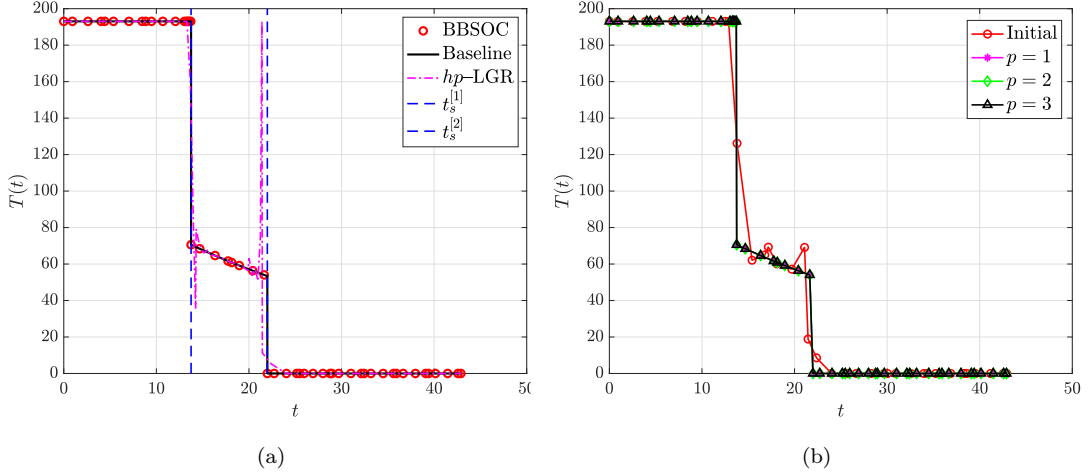 200
180
160
140
120
100
80
60
40
20
0
T(t)
0 10 20 30 40 50
t
BBSOC
Baseline
hp–LGR
t_s^{[1]}
t_s^{[2]}
(a)
200
180
160
140
120
100
80
60
40
20
0
T(t)
0 10 20 30 40 50
t
Initial
p = 1
p = 2
p = 3
(b)